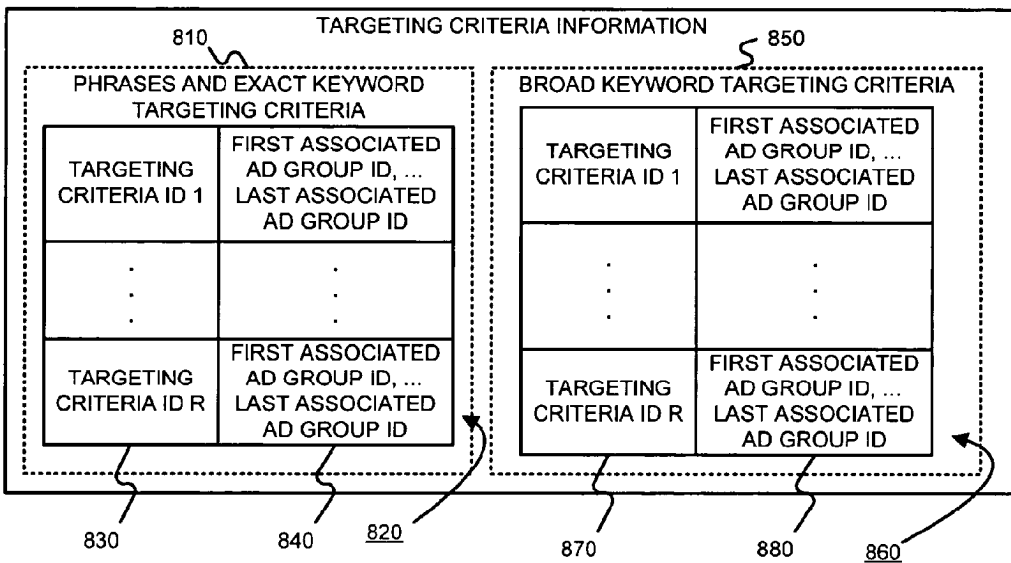 TARGETING CRITERIA INFORMATION
810
850
PHRASES AND EXACT KEYWORD
TARGETING CRITERIA
TARGETING
CRITERIA ID 1
FIRST ASSOCIATED
AD GROUP ID, ...
LAST ASSOCIATED
AD GROUP ID
.
.
.
.
.
.
TARGETING
CRITERIA ID R
FIRST ASSOCIATED
AD GROUP ID, ...
LAST ASSOCIATED
AD GROUP ID
BROAD KEYWORD TARGETING CRITERIA
TARGETING
CRITERIA ID 1
FIRST ASSOCIATED
AD GROUP ID, ...
LAST ASSOCIATED
AD GROUP ID
.
.
.
.
.
.
TARGETING
CRITERIA ID R
FIRST ASSOCIATED
AD GROUP ID, ...
LAST ASSOCIATED
AD GROUP ID
830
840
820
870
880
860